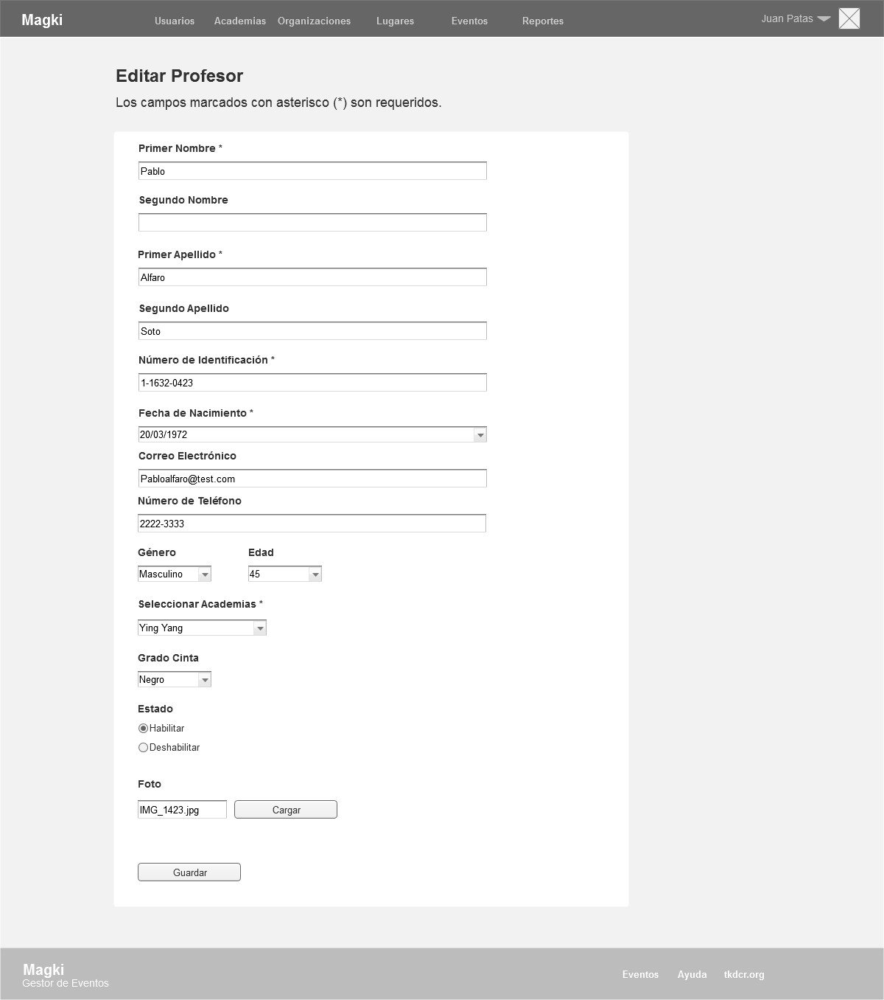 Magki Usuarios Academias Organizaciones Lugares Eventos Reportes Juan Patas
Editar Profesor
Los campos marcados con asterisco (*) son requeridos.
Primer Nombre *
Pablo
Segundo Nombre
Primer Apellido *
Alfaro
Segundo Apellido
Soto
Número de Identificación *
1-1632-0423
Fecha de Nacimiento *
20/03/1972
Correo Electrónico
Pabloalfaro@test.com
Número de Teléfono
2222-3333
Género Edad
Masculino 45
Seleccionar Academias *
Ying Yang
Grado Cinta
Negro
Estado
Habilitar
Deshabilitar
Foto
IMG_1423.jpg Cargar
Guardar
Magki
Gestor de Eventos
Eventos Ayuda tkdcr.org